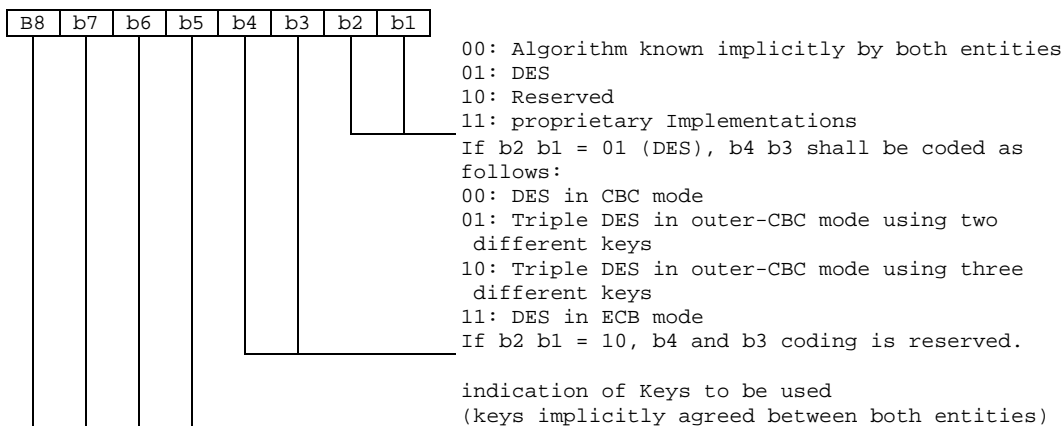 B8 b7 b6 b5 b4 b3 b2 b1
00: Algorithm known implicitly by both entities
01: DES
10: Reserved
11: proprietary Implementations
If b2 b1 = 01 (DES), b4 b3 shall be coded as
follows:
00: DES in CBC mode
01: Triple DES in outer-CBC mode using two
different keys
10: Triple DES in outer-CBC mode using three
different keys
11: DES in ECB mode
If b2 b1 = 10, b4 and b3 coding is reserved.
indication of Keys to be used
(keys implicitly agreed between both entities)